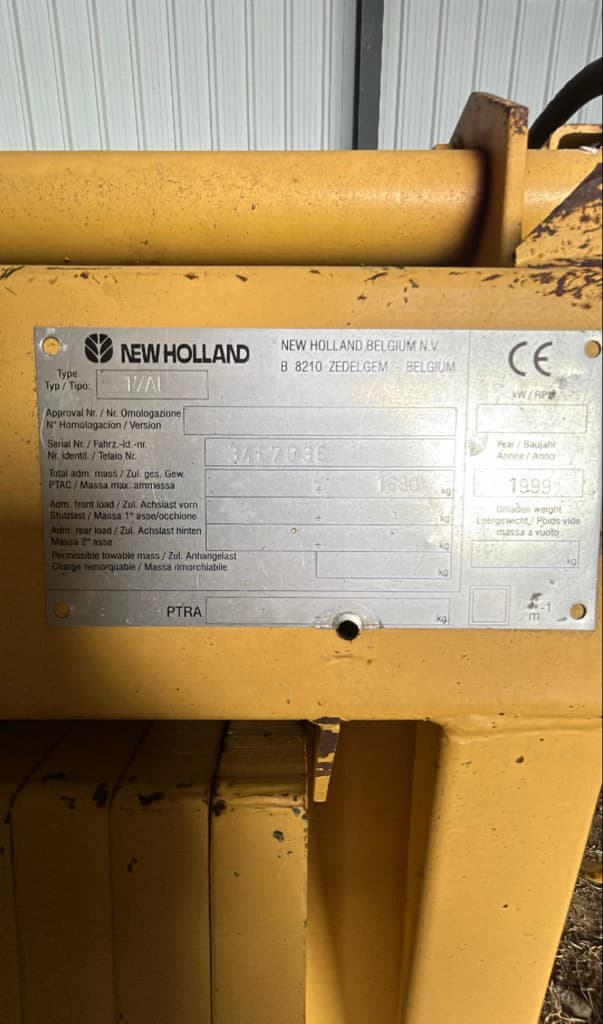 NEW HOLLAND
NEW HOLLAND BELGIUM N.V.
B 8210 ZEDELGEM - BELGIUM
CE
Type
Typ / Tipo:
kW / RPM
Approval Nr. / Nr. Omologazione
N° Homologacion / Version
Serial Nr. / Fahrz.-Id.-nr.
Nr. identif. / Telaio Nr.
Year / Baujahr
Année / Anno
Total adm. mass / Zul. ges. Gew.
PTAC / Massa max. ammessa
÷ 1680 kg
1999
Adm. front load / Zul. Achslast vorn
Stutzlast / Massa 1° asse/occhione
÷ kg
Unladen weight
Leergewicht / Poids vide
massa a vuoto
Adm. rear load / Zul. Achslast hinten
Massa 2° asse
÷ kg
kg
Permissible towable mass / Zul. Anhangelast
Charge remorquable / Massa rimorchiabile
kg
PTRA
kg
-1
m